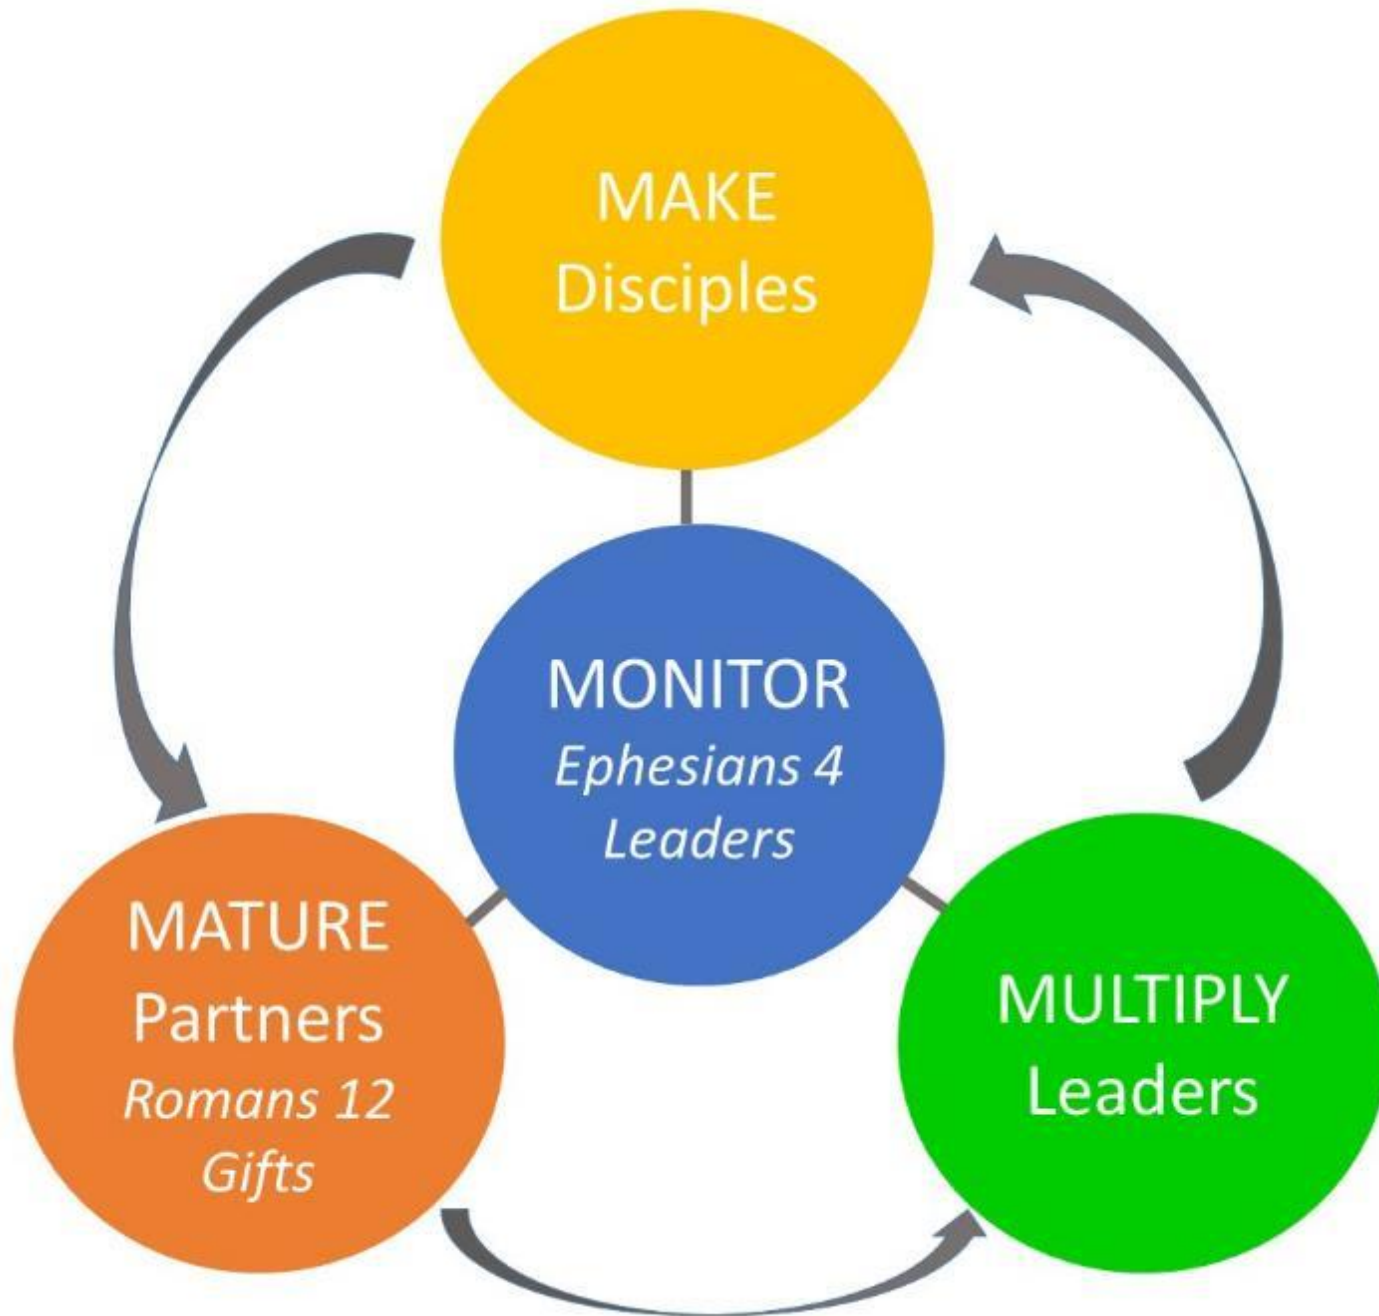 MAKE
Disciples
MONITOR
Ephesians 4
Leaders
MATURE
Partners
Romans 12
Gifts
MULTIPLY
Leaders